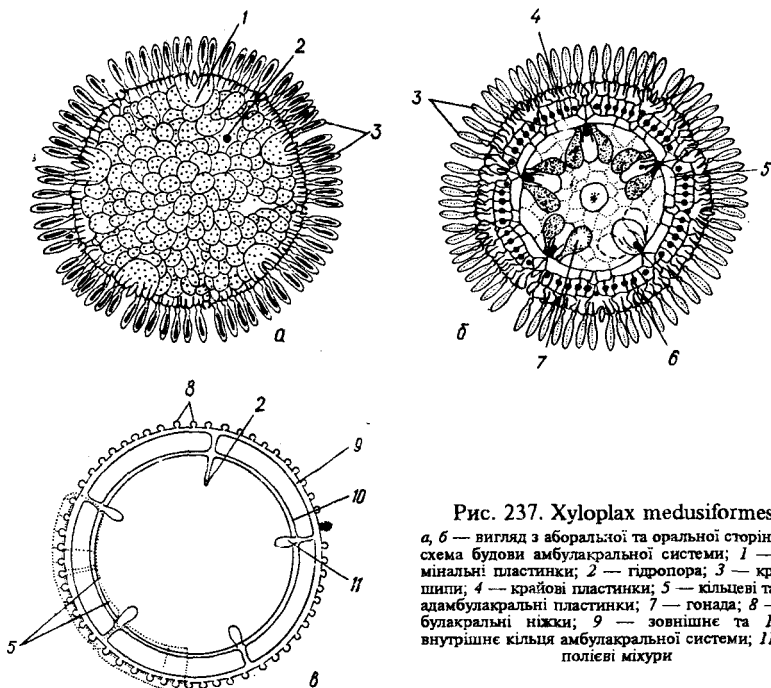 1
2
3
а
4
3
5
б
7
6
8
2
9
10
11
5
в
Рис. 237. Xyloplax medusiformes
а, б — вигляд з аборальної та оральної сторін
схема будови амбулакральної системи; 1 —
мінальні пластинки; 2 — гідропора; 3 — кр
шипи; 4 — крайові пластинки; 5 — кільцеві та
адамбулакральні пластинки; 7 — гонада; 8 —
булакральні ніжки; 9 — зовнішнє та 1
внутрішнє кільця амбулакральної системи; 11
полієві міхури